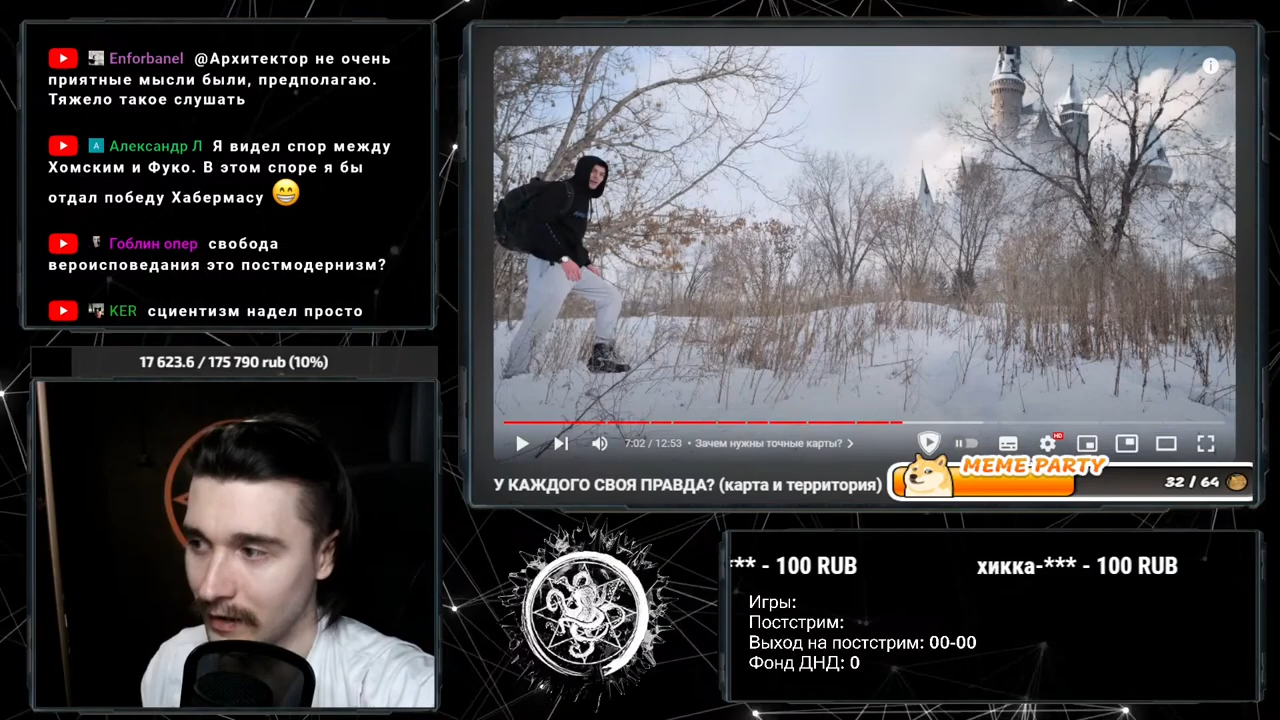 Enforbanel @Архитектор не очень
приятные мысли были, предполагаю.
Тяжело такое слушать
Александр Л Я видел спор между
Хомским и Фуко. В этом споре я бы
отдал победу Хабермасу
Гоблин опер свобода
вероисповедания это постмодернизм?
KER сциентизм надел просто
17 623.6 / 175 790 rub (10%)
7:02 / 12:53 • Зачем нужны точные карты?
HD
У КАЖДОГО СВОЯ ПРАВДА? (карта и территория)
MEME PARTY
32 / 64
*** - 100 RUB
хикка-*** - 100 RUB
Игры:
Постстрим:
Выход на постстрим: 00-00
Фонд ДНД: 0